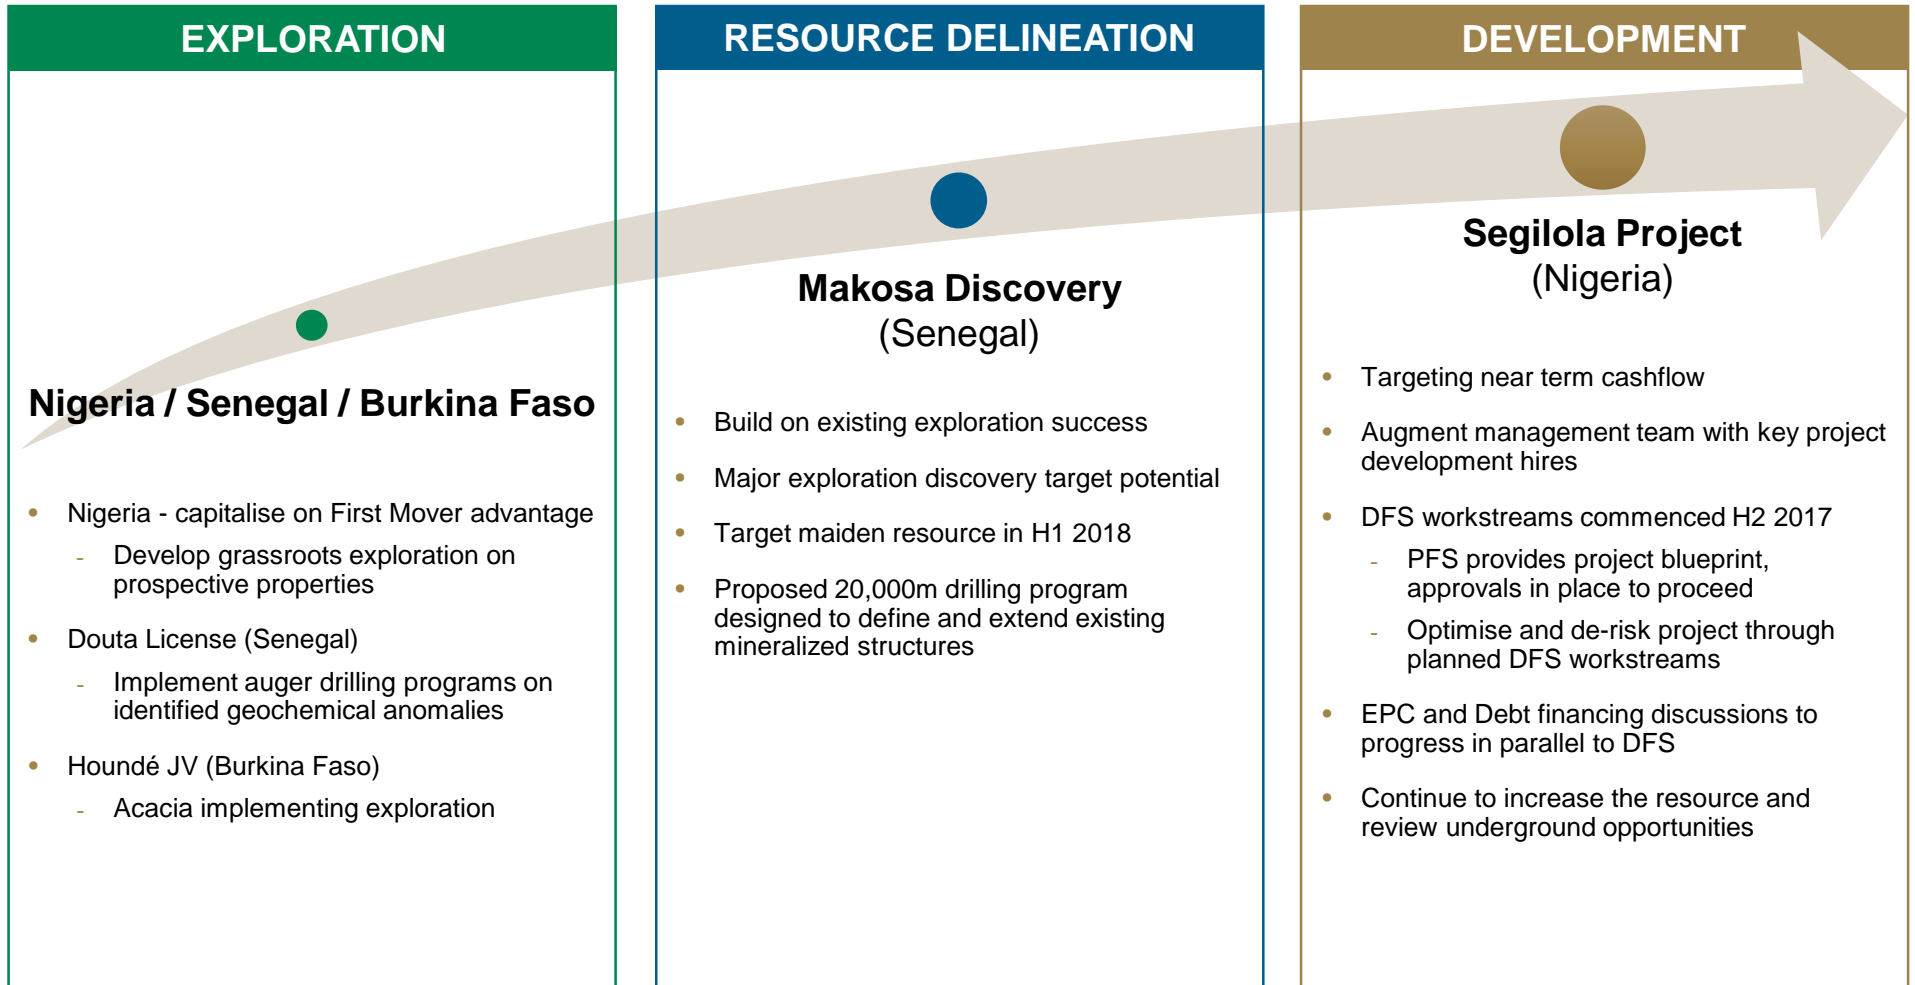 EXPLORATION
Nigeria / Senegal / Burkina Faso
• Nigeria - capitalise on First Mover advantage
- Develop grassroots exploration on
prospective properties
• Douta License (Senegal)
- Implement auger drilling programs on
identified geochemical anomalies
• Houndé JV (Burkina Faso)
- Acacia implementing exploration
RESOURCE DELINEATION
Makosa Discovery
(Senegal)
• Build on existing exploration success
• Major exploration discovery target potential
• Target maiden resource in H1 2018
• Proposed 20,000m drilling program
designed to define and extend existing
mineralized structures
DEVELOPMENT
Segilola Project
(Nigeria)
• Targeting near term cashflow
• Augment management team with key project
development hires
• DFS workstreams commenced H2 2017
- PFS provides project blueprint,
approvals in place to proceed
- Optimise and de-risk project through
planned DFS workstreams
• EPC and Debt financing discussions to
progress in parallel to DFS
• Continue to increase the resource and
review underground opportunities